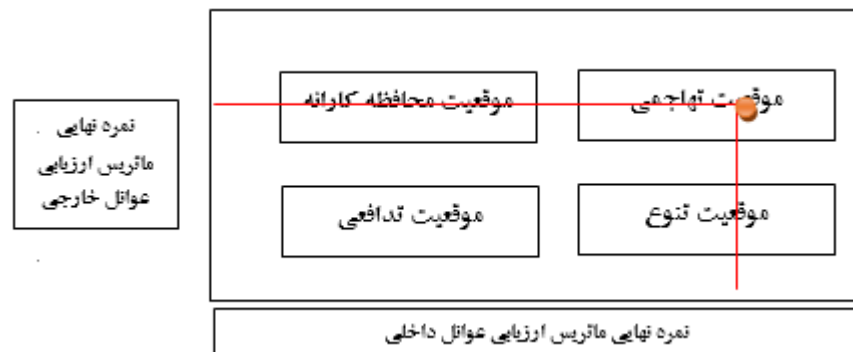 موقعیت تهاجمی
موقعیت محافظه کارانه
نمره نهایی
ماتریس ارزیابی
عوامل خارجی
موقعیت تنوع
موقعیت تدافعی
نمره نهایی ماتریس ارزیابی عوامل داخلی